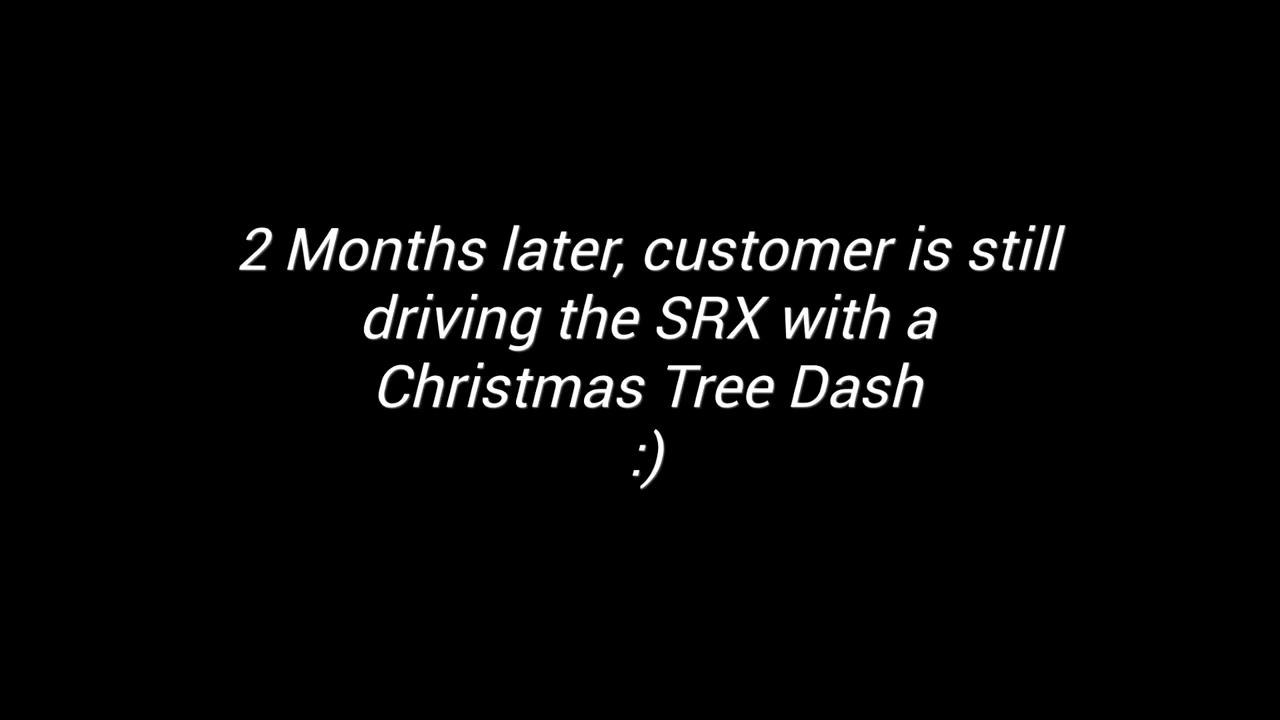 2 Months later, customer is still
driving the SRX with a
Christmas Tree Dash
:)